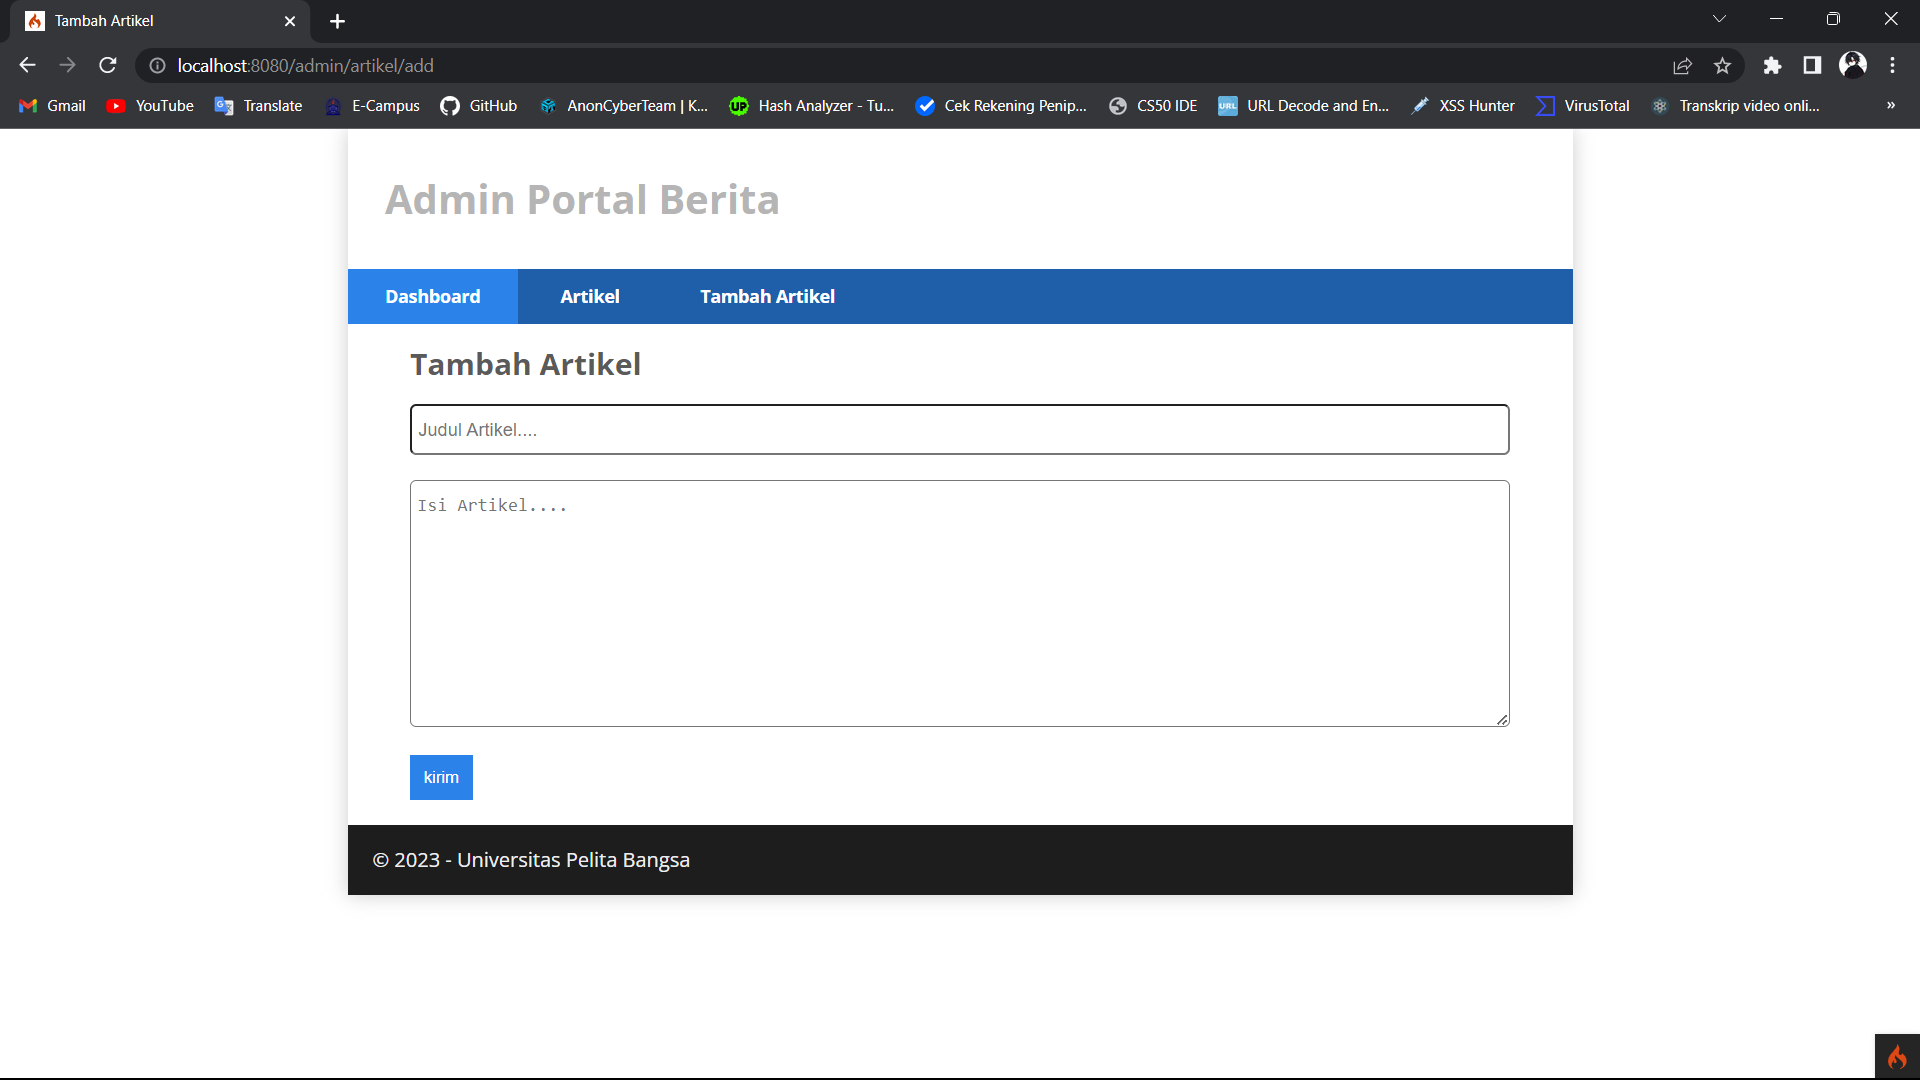 Tambah Artikel
localhost:8080/admin/artikel/add
Gmail YouTube Translate E-Campus GitHub AnonCyberTeam | K... Hash Analyzer - Tu... Cek Rekening Penip... CS50 IDE URL Decode and En... XSS Hunter VirusTotal Transkrip video onli... »
Admin Portal Berita
Dashboard Artikel Tambah Artikel
Tambah Artikel
Judul Artikel....
Isi Artikel....
kirim
© 2023 - Universitas Pelita Bangsa